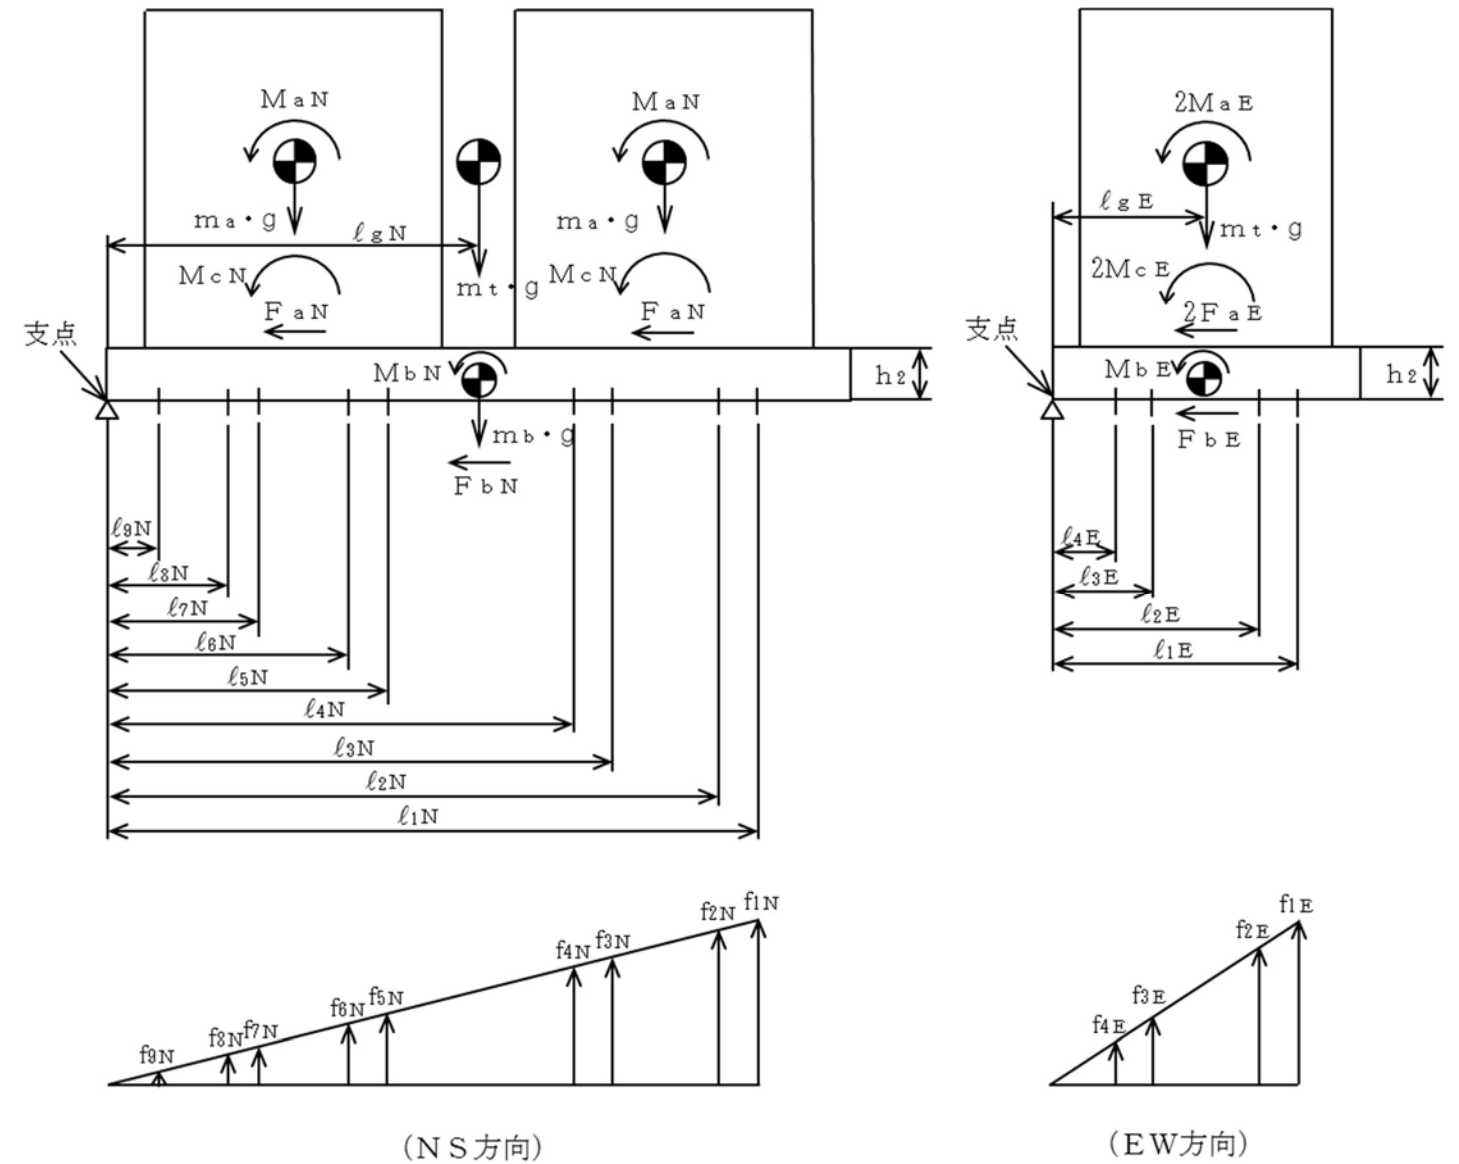 MaN
ma・g
ℓgN
McN
FaN
mt・g
MaN
ma・g
McN
FaN
支点
MbN
h2
mb・g
FbN
ℓ9N
ℓ8N
ℓ7N
ℓ6N
ℓ5N
ℓ4N
ℓ3N
ℓ2N
ℓ1N
f9N
f8N
f7N
f6N
f5N
f4N
f3N
f2N
f1N
(NS方向)
2MaE
ℓgE
mt・g
2McE
2FaE
支点
MbE
h2
FbE
ℓ4E
ℓ3E
ℓ2E
ℓ1E
f4E
f3E
f2E
f1E
(EW方向)